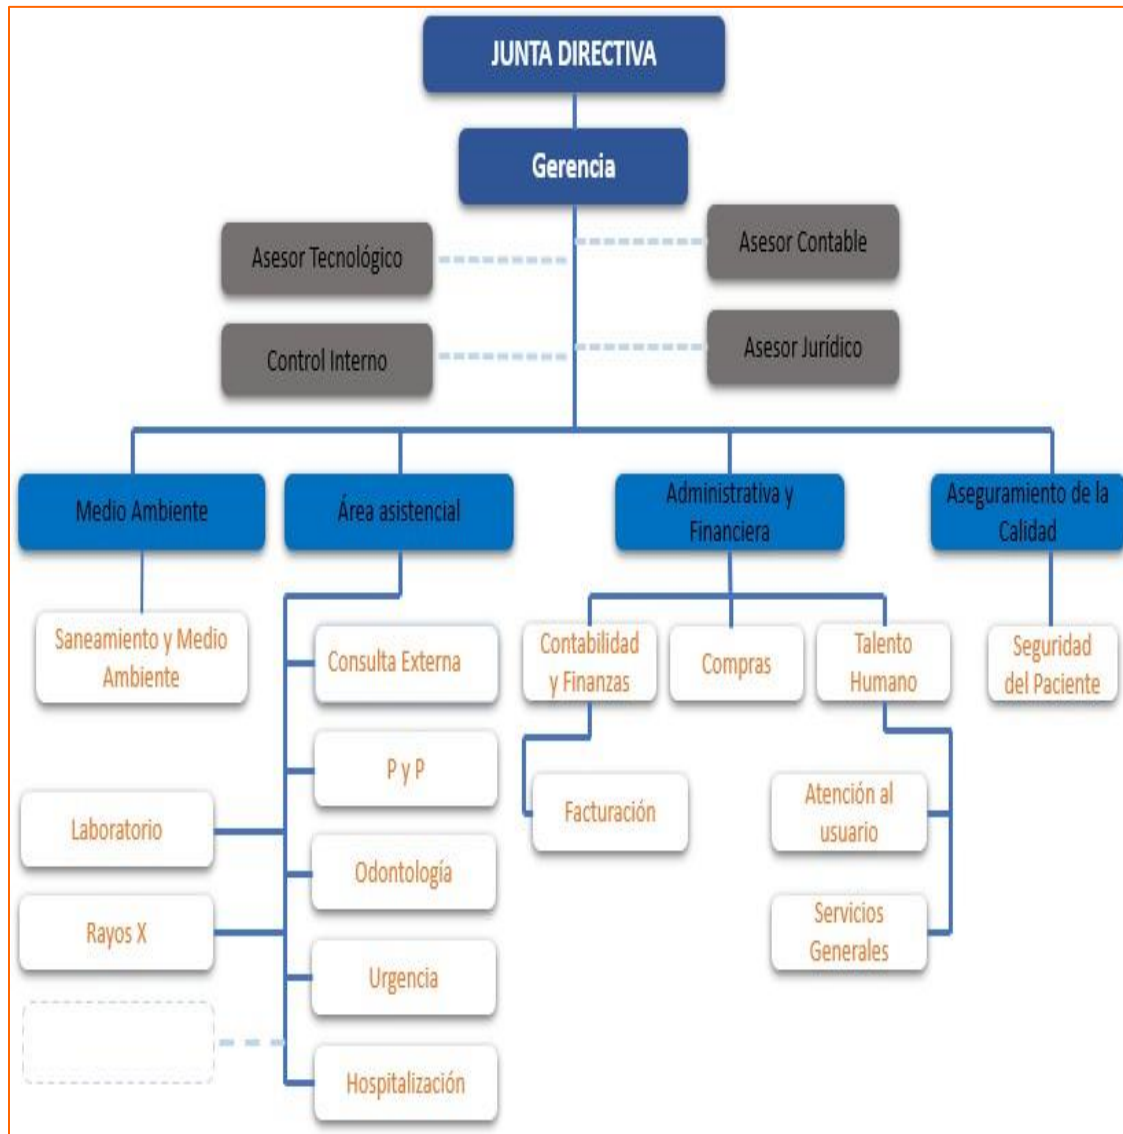 JUNTA DIRECTIVA
Gerencia
Asesor Tecnológico
Asesor Contable
Control Interno
Asesor Jurídico
Medio Ambiente
Área asistencial
Administrativa y
Financiera
Aseguramiento de la
Calidad
Saneamiento y Medio
Ambiente
Consulta Externa
Contabilidad
y Finanzas
Compras
Talento
Humano
Seguridad
del Paciente
P y P
Laboratorio
Facturación
Atención al
usuario
Odontología
Rayos X
Servicios
Generales
Urgencia
Hospitalización